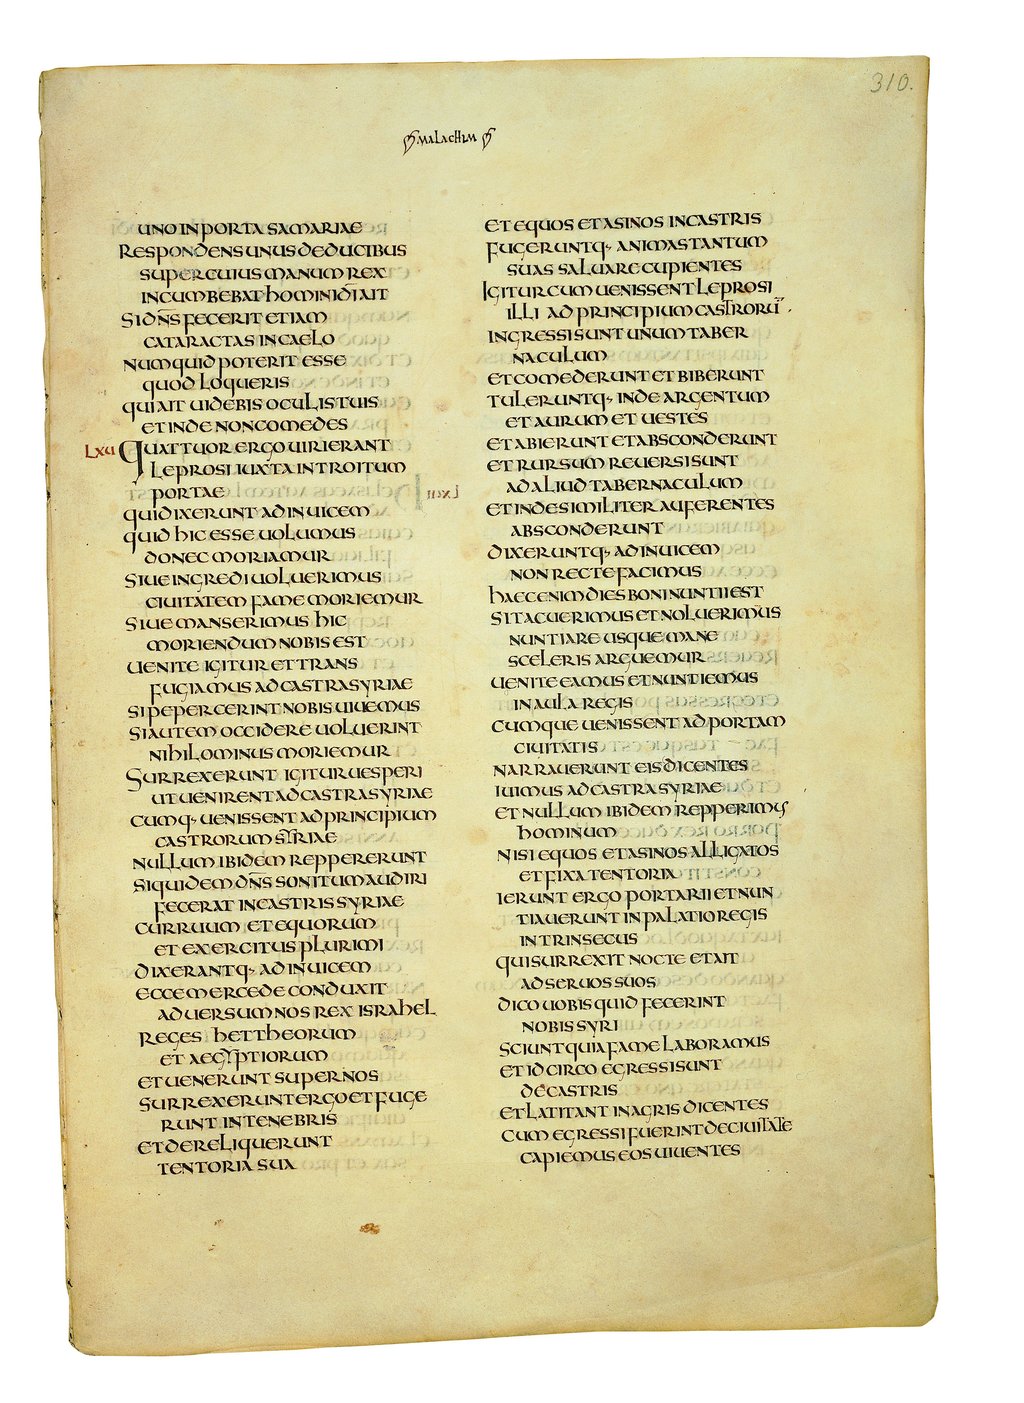 310.
MALACHIM
UNO IN PORTA SAMARIAE
RESPONDENS UNUS DE DUCIBUS
SUPER CUIUS MANUM REX
INCUMBEBAT HOMINI DI AIT
SI DNS FECERIT ETIAM
CATARACTAS IN CAELO
NUMQUID POTERIT ESSE
QUOD LOQUERIS
QUI AIT UIDEBIS OCULIS TUIS
ET INDE NON COMEDES
LXII QUATTUOR ERGO UIRI ERANT
LEPROSI IUXTA INTROITUM
PORTAE
QUI DIXERUNT AD INUICEM
QUID HIC ESSE UOLUMUS
DONEC MORIAMUR
SIUE INGREDI UOLUERIMUS
CIUITATEM FAME MORIEMUR
SIUE MANSERIMUS HIC
MORIENDUM NOBIS EST
UENITE IGITUR ET TRANS
FUGIAMUS AD CASTRA SYRIAE
SI PEPERCERINT NOBIS UIUEMUS
SI AUTEM OCCIDERE UOLUERINT
NIHILOMINUS MORIEMUR
SURREXERUNT IGITUR UESPERI
UT UENIRENT AD CASTRA SYRIAE
CUMQ· UENISSENT AD PRINCIPIUM
CASTRORUM SYRIAE
NULLUM IBIDEM REPPERERUNT
SIQUIDEM DNS SONITUM AUDIRI
FECERAT IN CASTRIS SYRIAE
CURRUUM ET EQUORUM
ET EXERCITUS PLURIMI
DIXERANTQ· AD INUICEM
ECCE MERCEDE CONDUXIT
ADUERSUM NOS REX ISRAHEL
REGES HETTHEORUM
ET AEGYPTIORUM
ET UENERUNT SUPER NOS
SURREXERUNT ERGO ET FUGE
RUNT IN TENEBRIS
ET DERELIQUERUNT
TENTORIA SUA
ET EQUOS ET ASINOS IN CASTRIS
FUGERUNTQ· ANIMAS TANTUM
SUAS SALUARE CUPIENTES
IGITUR CUM UENISSENT LEPROSI
ILLI AD PRINCIPIUM CASTRORU
INGRESSI SUNT UNUM TABER
NACULUM
ET COMEDERUNT ET BIBERUNT
TULERUNTQ· INDE ARGENTUM
ET AURUM ET UESTES
ET ABIERUNT ET ABSCONDERUNT
ET RURSUM REUERSI SUNT
AD ALIUD TABERNACULUM
ET INDE SIMILITER AUFERENTES
ABSCONDERUNT
DIXERUNTQ· AD INUICEM
NON RECTE FACIMUS
HAEC ENIM DIES BONI NUNTII EST
SI TACUERIMUS ET NOLUERIMUS
NUNTIARE USQUE MANE
SCELERIS ARGUEMUR
UENITE EAMUS ET NUNTIEMUS
IN AULA REGIS
CUMQUE UENISSENT AD PORTAM
CIUITATIS
NARRAUERUNT EIS DICENTES
IUIMUS AD CASTRA SYRIAE
ET NULLUM IBIDEM REPPERIMUS
HOMINUM
NISI EQUOS ET ASINOS ALLIGATOS
ET FIXA TENTORIA
IERUNT ERGO PORTARII ET NUN
TIAUERUNT IN PALATIO REGIS
INTRINSECUS
QUI SURREXIT NOCTE ET AIT
AD SERUOS SUOS
DICO UOBIS QUID FECERINT
NOBIS SYRI
SCIUNT QUIA FAME LABORAMUS
ET IDCIRCO EGRESSI SUNT
DE CASTRIS
ET LATITANT IN AGRIS DICENTES
CUM EGRESSI FUERINT DE CIUITATE
CAPIEMUS EOS UIUENTES